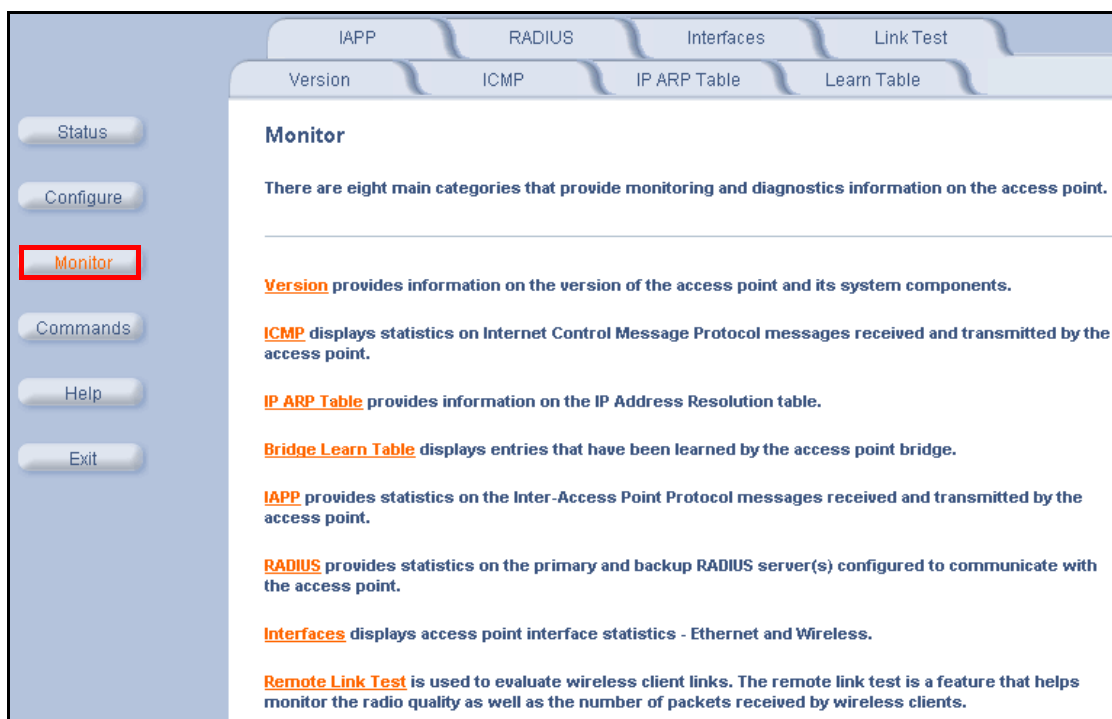 IAPP RADIUS Interfaces Link Test
Version ICMP IP ARP Table Learn Table
Status
Configure
Monitor
Commands
Help
Exit
Monitor
There are eight main categories that provide monitoring and diagnostics information on the access point.
Version provides information on the version of the access point and its system components.
ICMP displays statistics on Internet Control Message Protocol messages received and transmitted by the
access point.
IP ARP Table provides information on the IP Address Resolution table.
Bridge Learn Table displays entries that have been learned by the access point bridge.
IAPP provides statistics on the Inter-Access Point Protocol messages received and transmitted by the
access point.
RADIUS provides statistics on the primary and backup RADIUS server(s) configured to communicate with
the access point.
Interfaces displays access point interface statistics - Ethernet and Wireless.
Remote Link Test is used to evaluate wireless client links. The remote link test is a feature that helps
monitor the radio quality as well as the number of packets received by wireless clients.